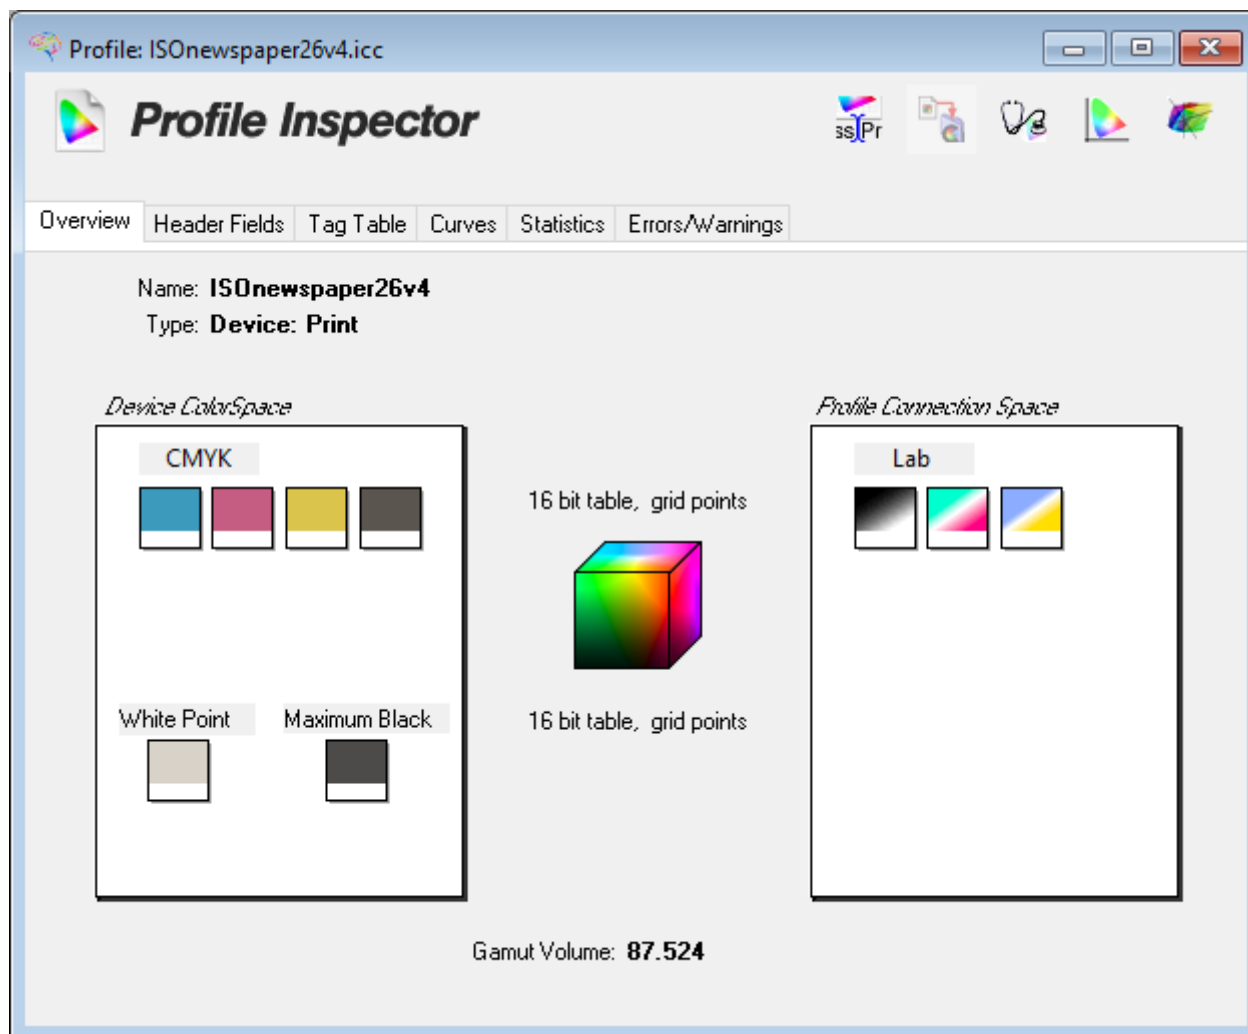 Profile: ISOnewspaper26v4.icc
Profile Inspector
ss Pr
Overview Header Fields Tag Table Curves Statistics Errors/Warnings
Name: ISOnewspaper26v4
Type: Device: Print
Device ColorSpace Profile Connection Space
CMYK Lab
16 bit table, grid points
White Point Maximum Black 16 bit table, grid points
Gamut Volume: 87.524